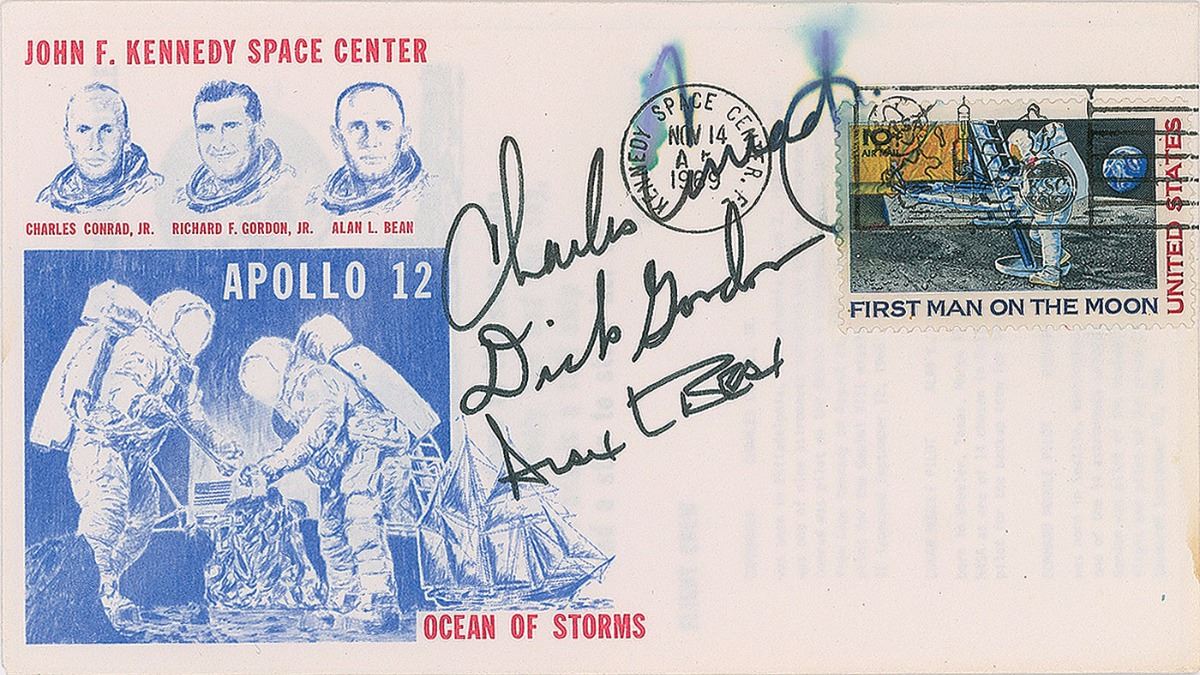 JOHN F. KENNEDY SPACE CENTER
CHARLES CONRAD, JR.
RICHARD F. GORDON, JR.
ALAN L. BEAN
APOLLO 12
Charles Conrad
Dick Gordon
Alan L Bean
KENNEDY SPACE CENTER, F
NOV 14
1969
10¢
AIR MAIL
KSC
UNITED STATES
FIRST MAN ON THE MOON
OCEAN OF STORMS